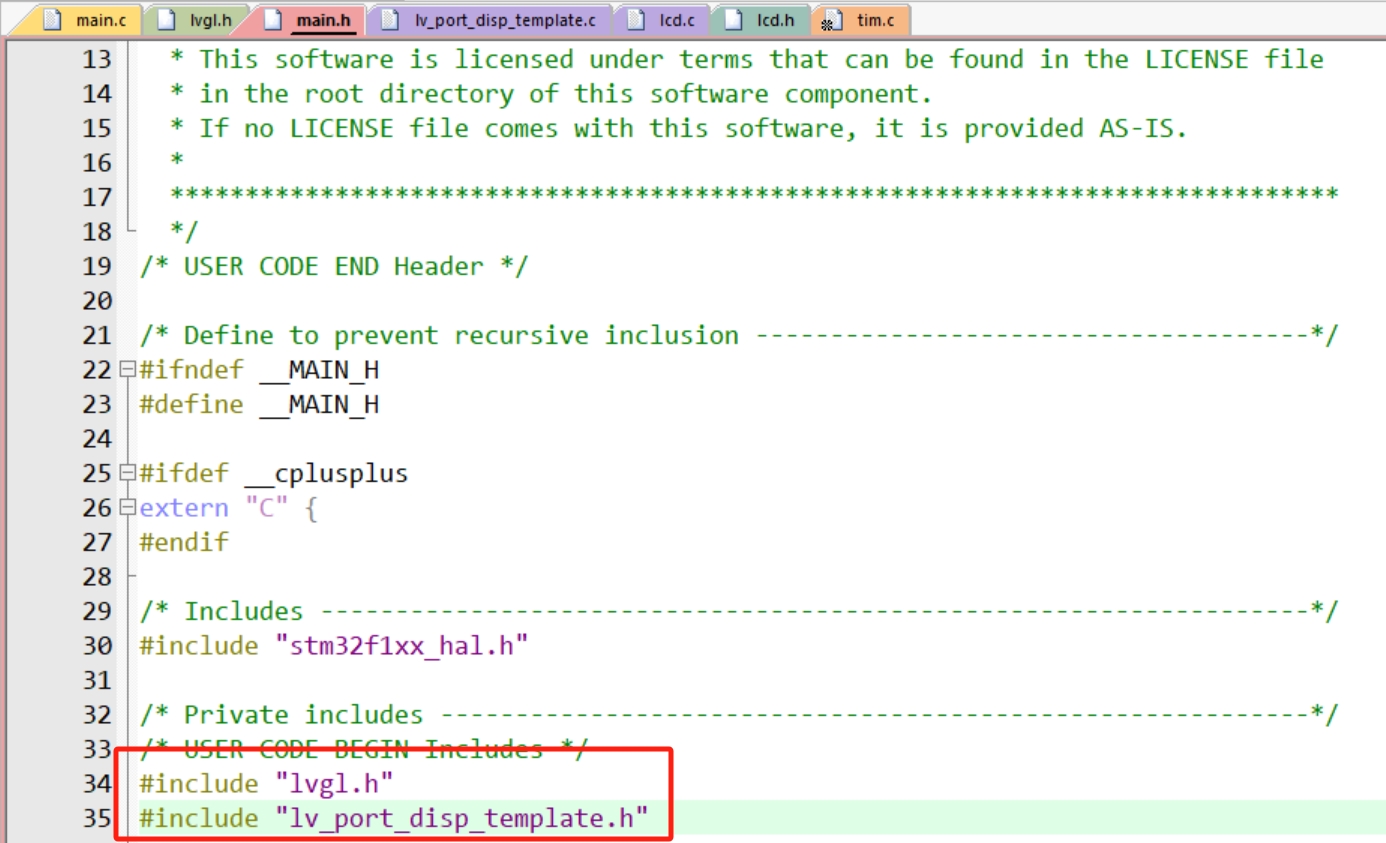 main.c lvgl.h main.h lv_port_disp_template.c lcd.c lcd.h tim.c
13 * This software is licensed under terms that can be found in the LICENSE file
14 * in the root directory of this software component.
15 * If no LICENSE file comes with this software, it is provided AS-IS.
16 *
17 ******************************************************************************
18 */
19 /* USER CODE END Header */
20
21 /* Define to prevent recursive inclusion -------------------------------------*/
22 #ifndef __MAIN_H
23 #define __MAIN_H
24
25 #ifdef __cplusplus
26 extern "C" {
27 #endif
28
29 /* Includes ------------------------------------------------------------------*/
30 #include "stm32f1xx_hal.h"
31
32 /* Private includes ----------------------------------------------------------*/
33 /* USER CODE BEGIN Includes */
34 #include "lvgl.h"
35 #include "lv_port_disp_template.h"